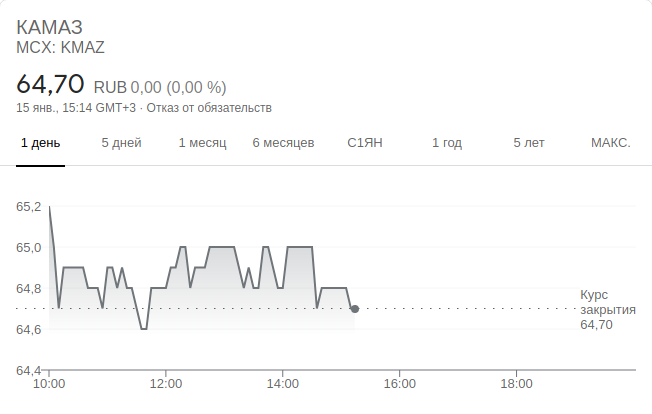 КАМАЗ
MCX: KMAZ
64,70 RUB 0,00 (0,00 %)
15 янв., 15:14 GMT+3 · Отказ от обязательств
1 день 5 дней 1 месяц 6 месяцев С1ЯН 1 год 5 лет МАКС.
65,2
65,0
64,8
64,6
64,4
Курс
закрытия
64,70
10:00 12:00 14:00 16:00 18:00